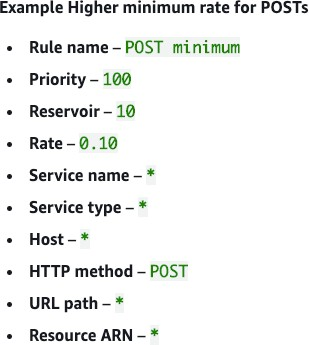 Example Higher minimum rate for POSTs
• Rule name – POST minimum
• Priority – 100
• Reservoir – 10
• Rate – 0.10
• Service name – *
• Service type – *
• Host – *
• HTTP method – POST
• URL path – *
• Resource ARN – *